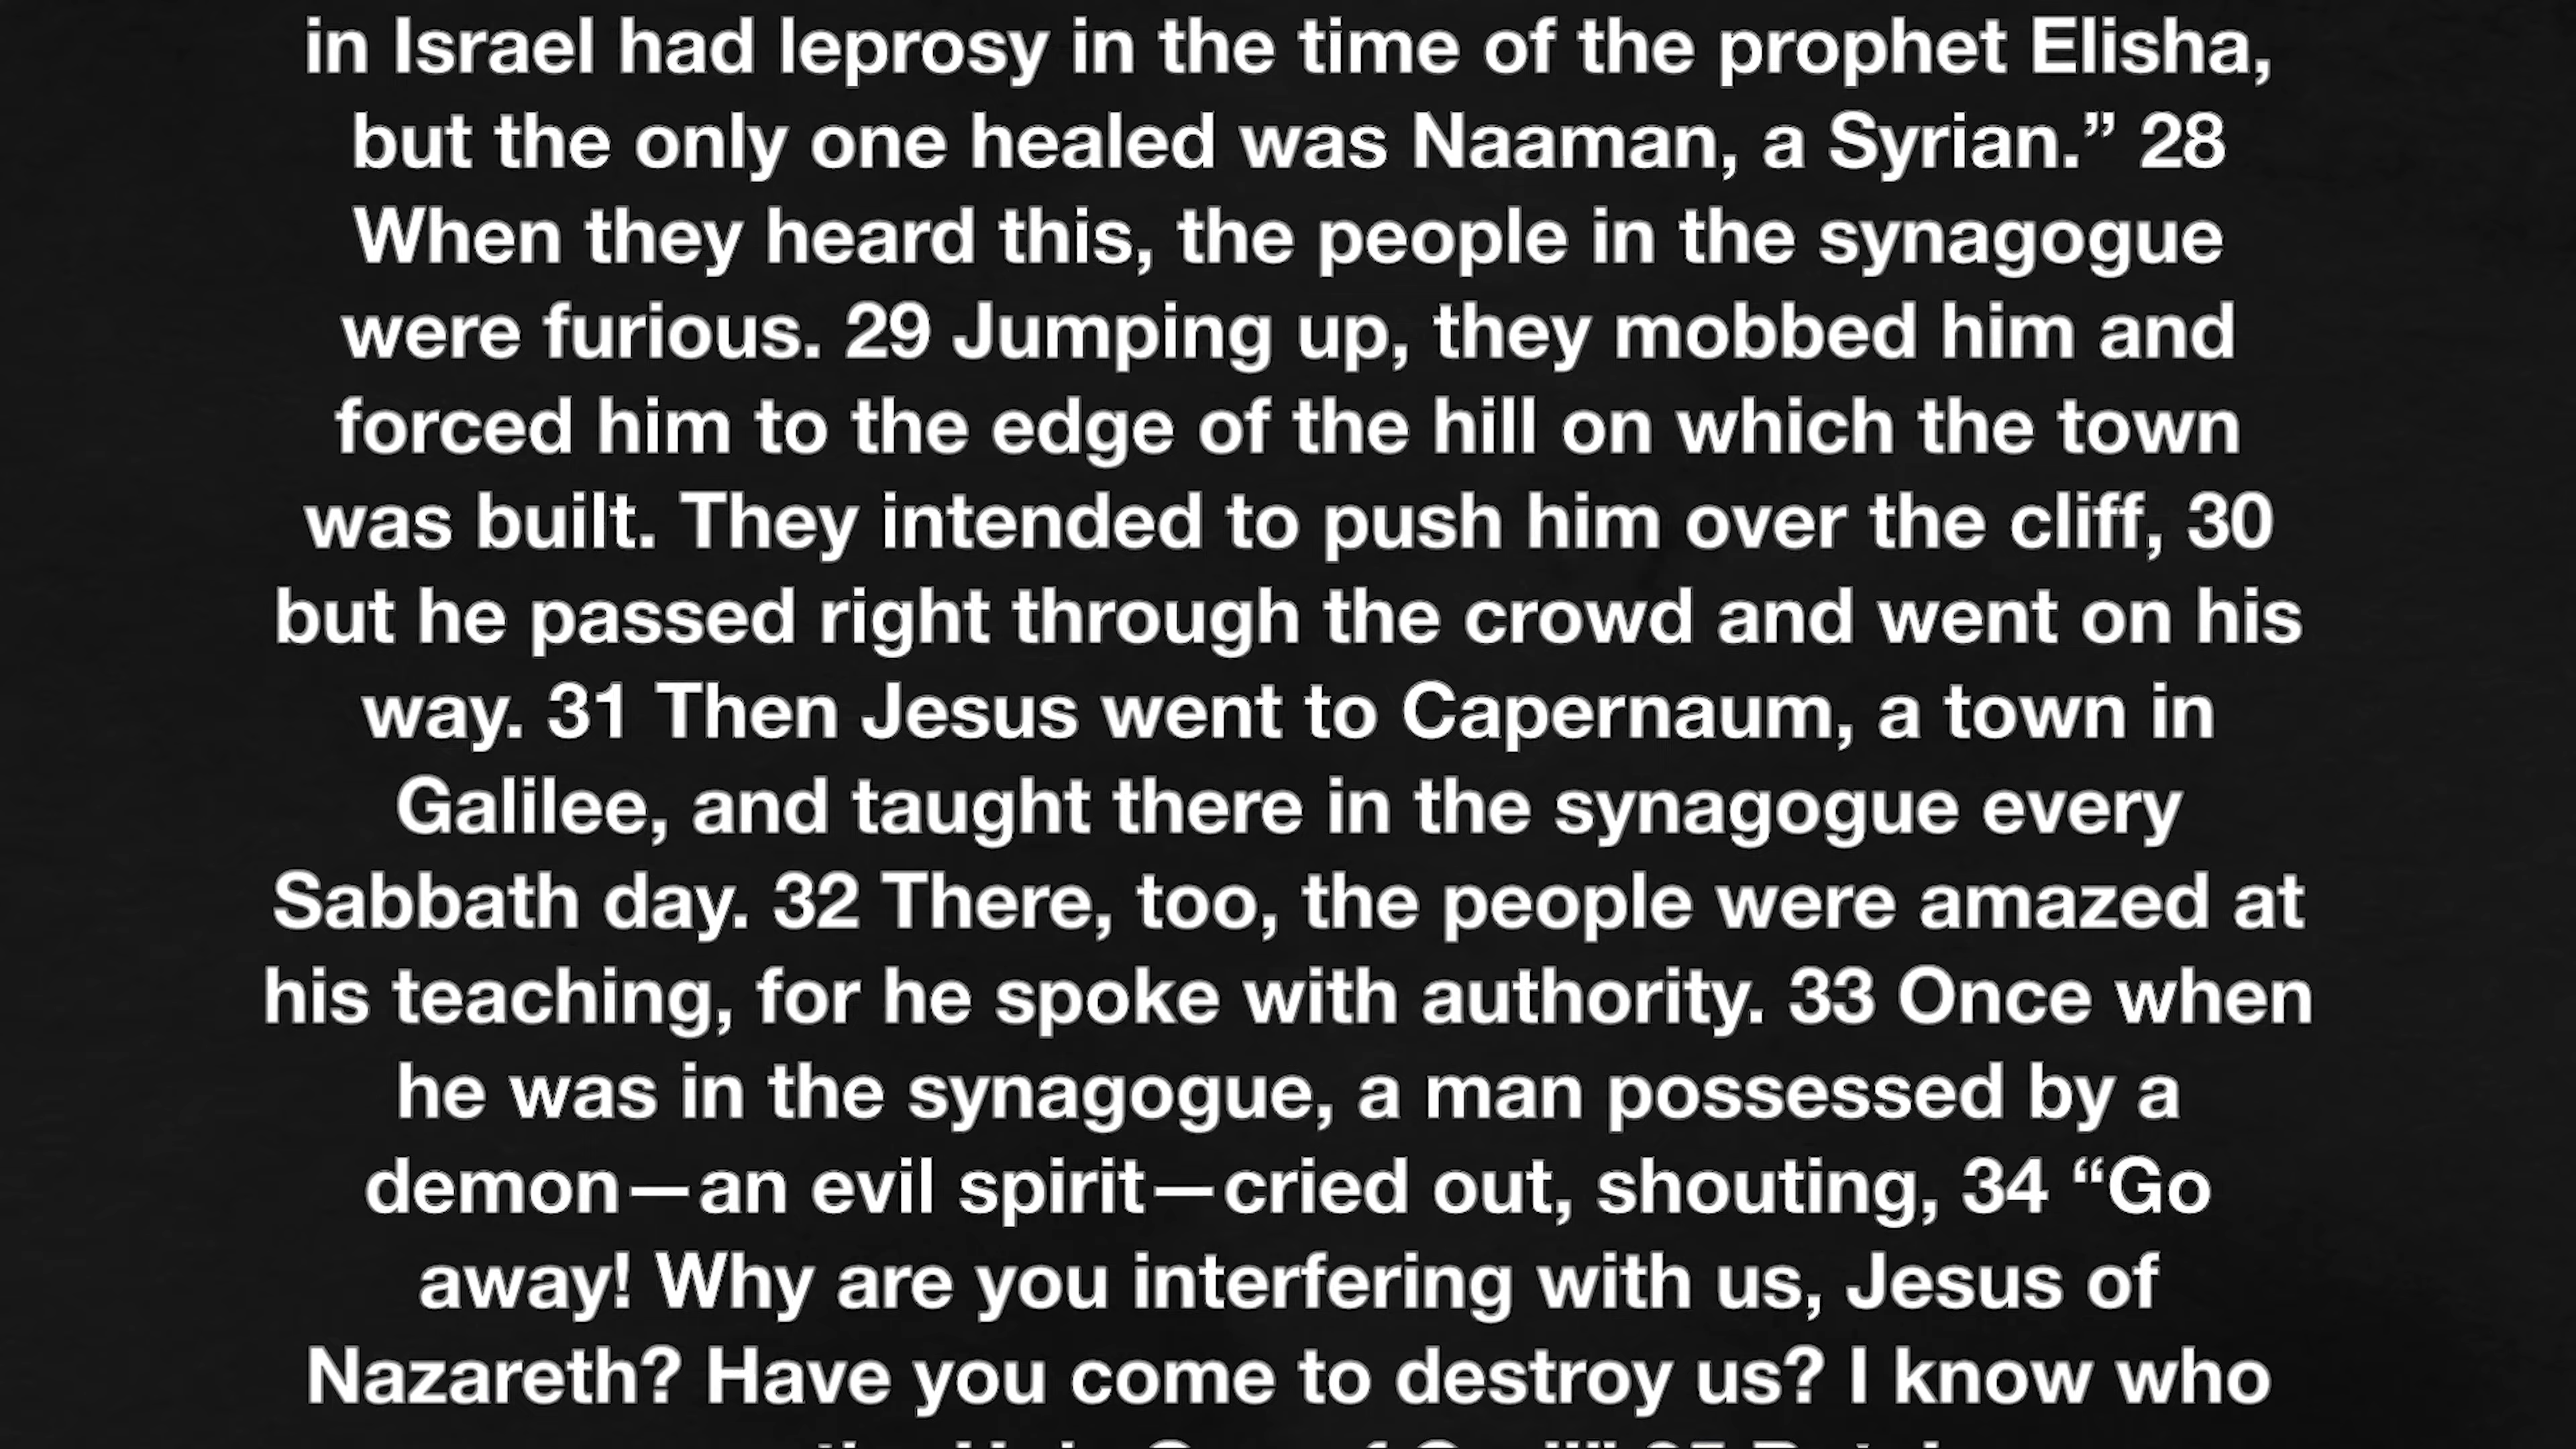 in Israel had leprosy in the time of the prophet Elisha,
but the only one healed was Naaman, a Syrian.” 28
When they heard this, the people in the synagogue
were furious. 29 Jumping up, they mobbed him and
forced him to the edge of the hill on which the town
was built. They intended to push him over the cliff, 30
but he passed right through the crowd and went on his
way. 31 Then Jesus went to Capernaum, a town in
Galilee, and taught there in the synagogue every
Sabbath day. 32 There, too, the people were amazed at
his teaching, for he spoke with authority. 33 Once when
he was in the synagogue, a man possessed by a
demon—an evil spirit—cried out, shouting, 34 “Go
away! Why are you interfering with us, Jesus of
Nazareth? Have you come to destroy us? I know who